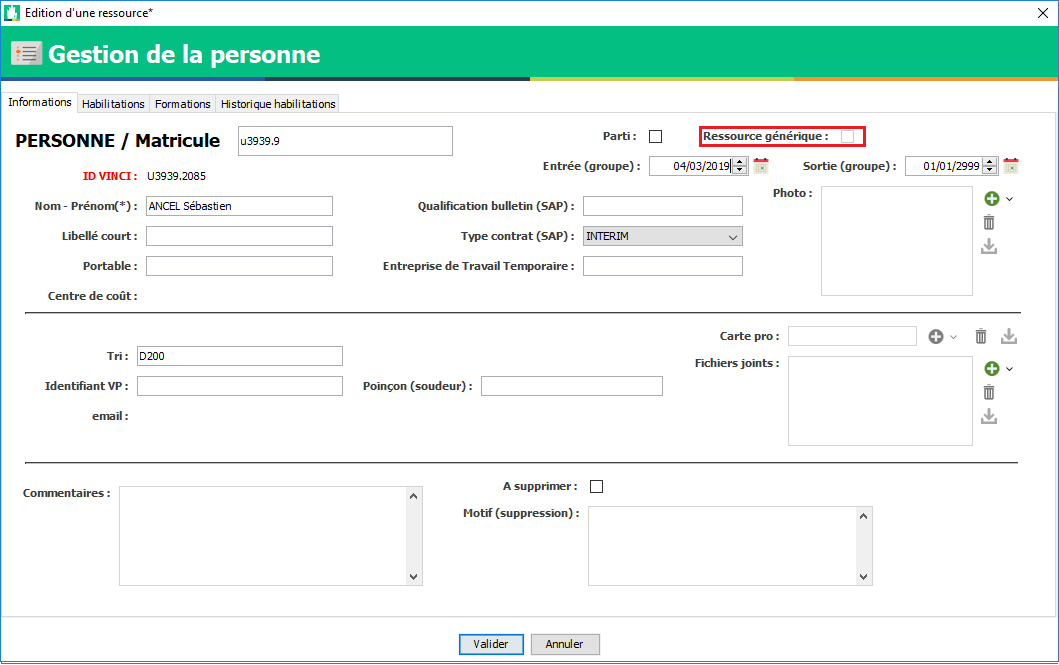 Edition d'une ressource*
Gestion de la personne
Informations Habilitations Formations Historique habilitations
PERSONNE / Matricule u3939.9 Parti : Ressource générique :
Entrée (groupe) : 04/03/2019 Sortie (groupe) : 01/01/2999
ID VINCI : U3939.2085
Photo :
Nom - Prénom(*) : ANCEL Sébastien Qualification bulletin (SAP) :
Libellé court : Type contrat (SAP) : INTERIM
Portable : Entreprise de Travail Temporaire :
Centre de coût :
Carte pro :
Tri : D200
Fichiers joints :
Identifiant VP : Poinçon (soudeur) :
email :
Commentaires : A supprimer :
Motif (suppression) :
Valider Annuler